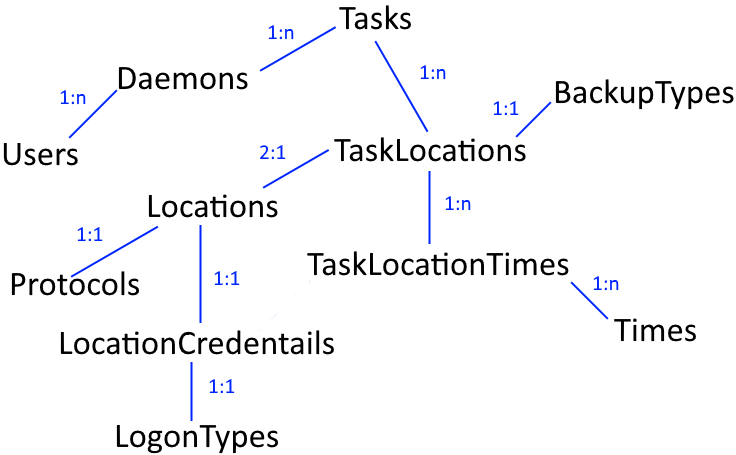 Tasks
1:n
Daemons
1:n
1:n
BackupTypes
1:1
Users
2:1
TaskLocations
Locations
1:n
1:1
TaskLocationTimes
Protocols
1:1
1:n
Times
LocationCredentails
1:1
LogonTypes